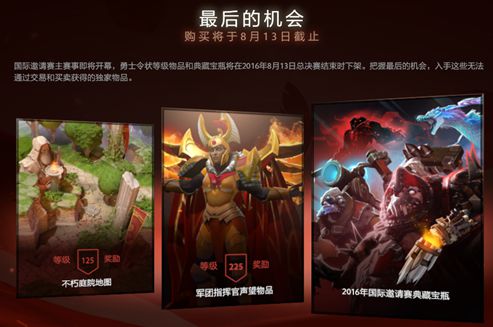 最后的机会
购买将于8月13日截止
国际邀请赛主赛事即将开幕，勇士令状等级物品和典藏宝瓶将在2016年8月13日总决赛结束时下架。把握最后的机会，入手这些无法
通过交易和买卖获得的独家物品。
等级 125 奖励
不朽庭院地图
等级 225 奖励
军团指挥官声望物品
2016年国际邀请赛典藏宝瓶